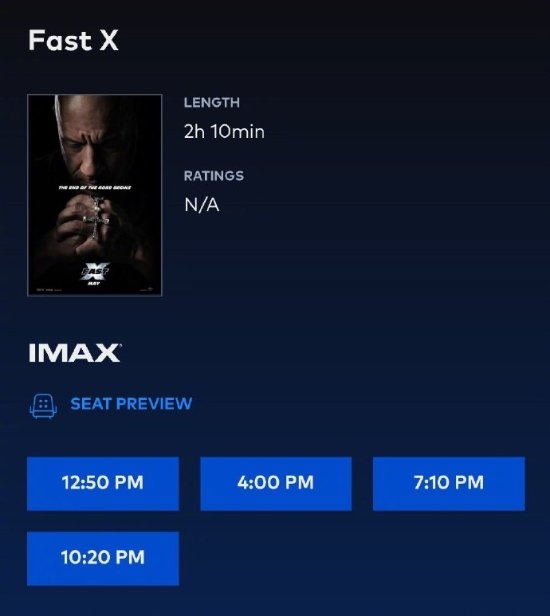 Fast X
LENGTH
2h 10min
RATINGS
N/A
THE END OF THE ROAD BEGINS
FAST X
MAY
IMAX
SEAT PREVIEW
12:50 PM
4:00 PM
7:10 PM
10:20 PM